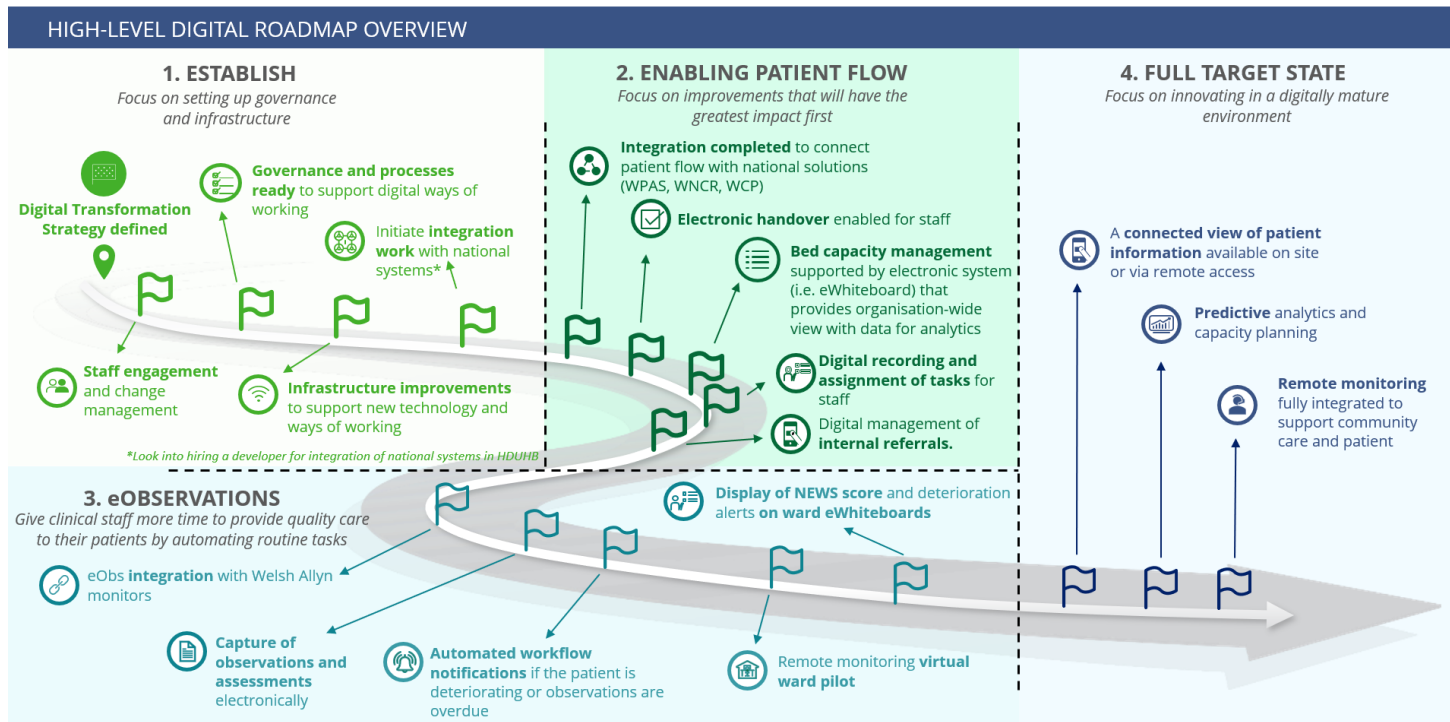 HIGH-LEVEL DIGITAL ROADMAP OVERVIEW
1. ESTABLISH
Focus on setting up governance
and infrastructure
Digital Transformation
Strategy defined
Governance and processes
ready to support digital ways of
working
Initiate integration
work with national
systems*
Staff engagement
and change
management
Infrastructure improvements
to support new technology and
ways of working
*Look into hiring a developer for integration of national systems in HDUHB
2. ENABLING PATIENT FLOW
Focus on improvements that will have the
greatest impact first
Integration completed to connect
patient flow with national solutions
(WPAS, WNCR, WCP)
Electronic handover enabled for staff
Bed capacity management
supported by electronic system
(i.e. eWhiteboard) that
provides organisation-wide
view with data for analytics
Digital recording and
assignment of tasks for
staff
Digital management of
internal referrals.
3. eOBSERVATIONS
Give clinical staff more time to provide quality care
to their patients by automating routine tasks
eObs integration with Welsh Allyn
monitors
Capture of
observations and
assessments
electronically
Automated workflow
notifications if the patient is
deteriorating or observations are
overdue
Remote monitoring virtual
ward pilot
Display of NEWS score and deterioration
alerts on ward eWhiteboards
4. FULL TARGET STATE
Focus on innovating in a digitally mature
environment
A connected view of patient
information available on site
or via remote access
Predictive analytics and
capacity planning
Remote monitoring
fully integrated to
support community
care and patient